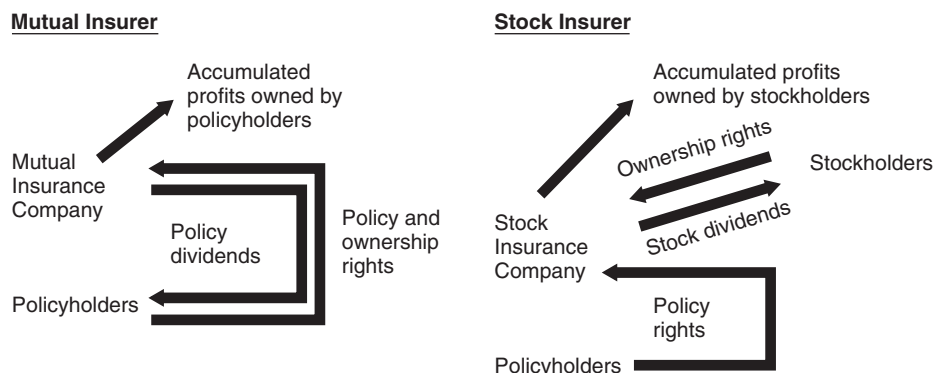 Mutual Insurer
Accumulated
profits owned by
policyholders
Mutual
Insurance
Company
Policy
dividends
Policy and
ownership
rights
Policyholders
Stock Insurer
Accumulated profits
owned by stockholders
Ownership rights
Stockholders
Stock dividends
Stock
Insurance
Company
Policy
rights
Policyholders